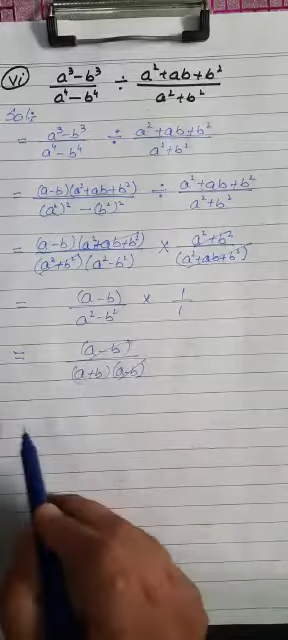 (vi) (a³-b³)/(a⁴-b⁴) ÷ (a²+ab+b²)/(a²+b²)
Sol:
= (a³-b³)/(a⁴-b⁴) ÷ (a²+ab+b²)/(a²+b²)
= (a-b)(a²+ab+b²)/((a²)²-(b²)²) ÷ (a²+ab+b²)/(a²+b²)
= (a-b)(a²+ab+b²)/((a²+b²)(a²-b²)) × (a²+b²)/(a²+ab+b²)
= (a-b)/(a²-b²) × 1/1
= (a-b)/((a+b)(a-b))